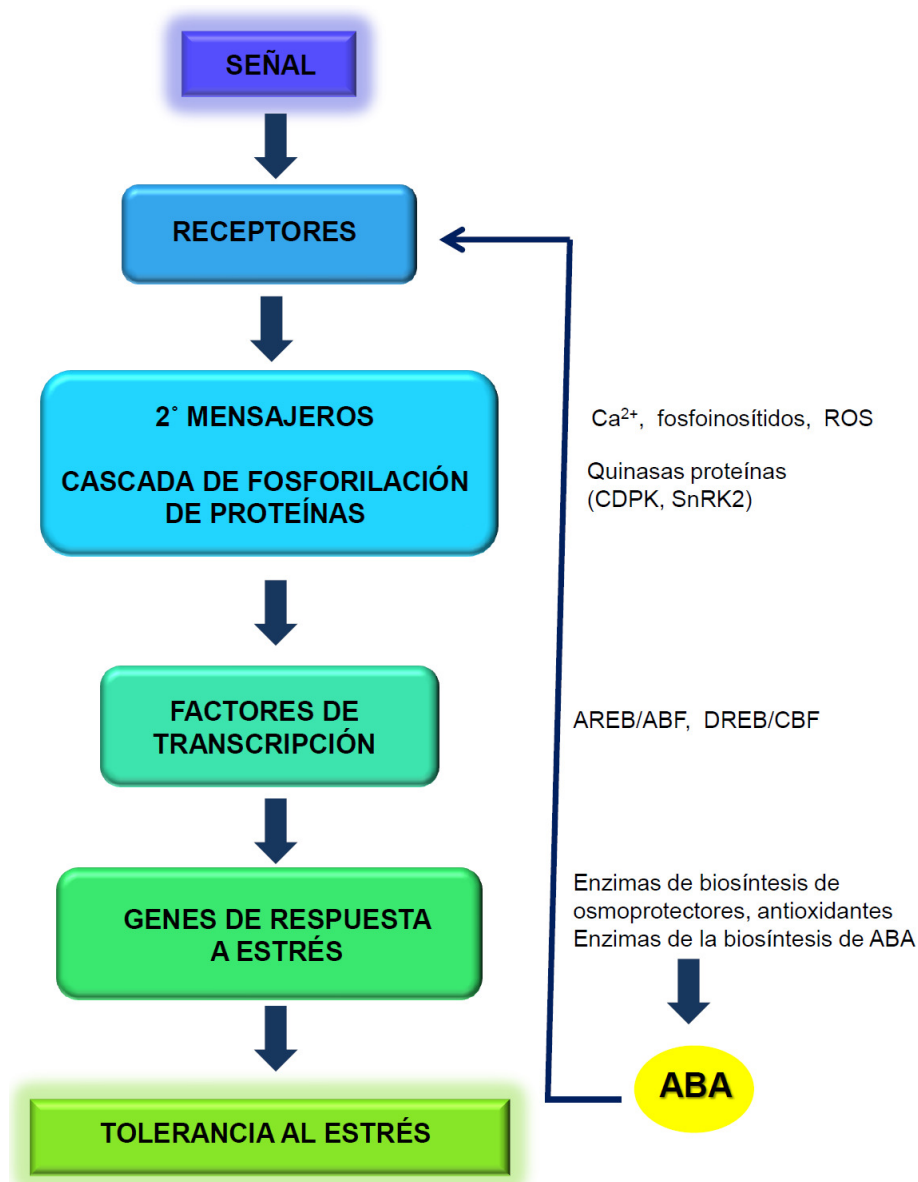 SEÑAL
RECEPTORES
2° MENSAJEROS
CASCADA DE FOSFORILACIÓN
DE PROTEÍNAS
Ca²⁺, fosfoinosítidos, ROS
Quinasas proteínas
(CDPK, SnRK2)
FACTORES DE
TRANSCRIPCIÓN
AREB/ABF, DREB/CBF
GENES DE RESPUESTA
A ESTRÉS
Enzimas de biosíntesis de
osmoprotectores, antioxidantes
Enzimas de la biosíntesis de ABA
ABA
TOLERANCIA AL ESTRÉS